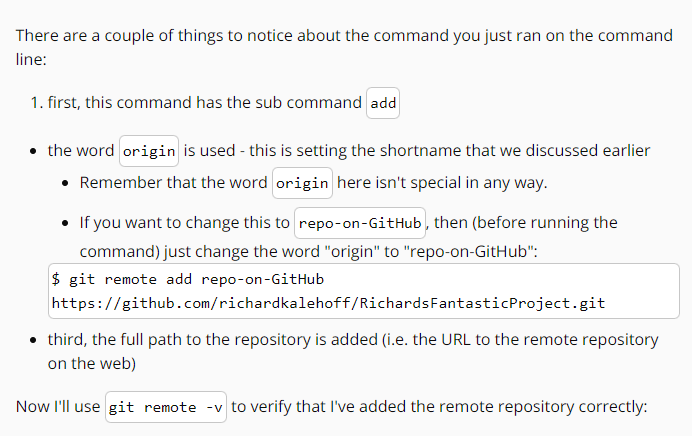 There are a couple of things to notice about the command you just ran on the command
line:
1. first, this command has the sub command add
• the word origin is used - this is setting the shortname that we discussed earlier
• Remember that the word origin here isn't special in any way.
• If you want to change this to repo-on-GitHub, then (before running the
command) just change the word "origin" to "repo-on-GitHub":
$ git remote add repo-on-GitHub
https://github.com/richardkalehoff/RichardsFantasticProject.git
• third, the full path to the repository is added (i.e. the URL to the remote repository
on the web)
Now I'll use git remote -v to verify that I've added the remote repository correctly: